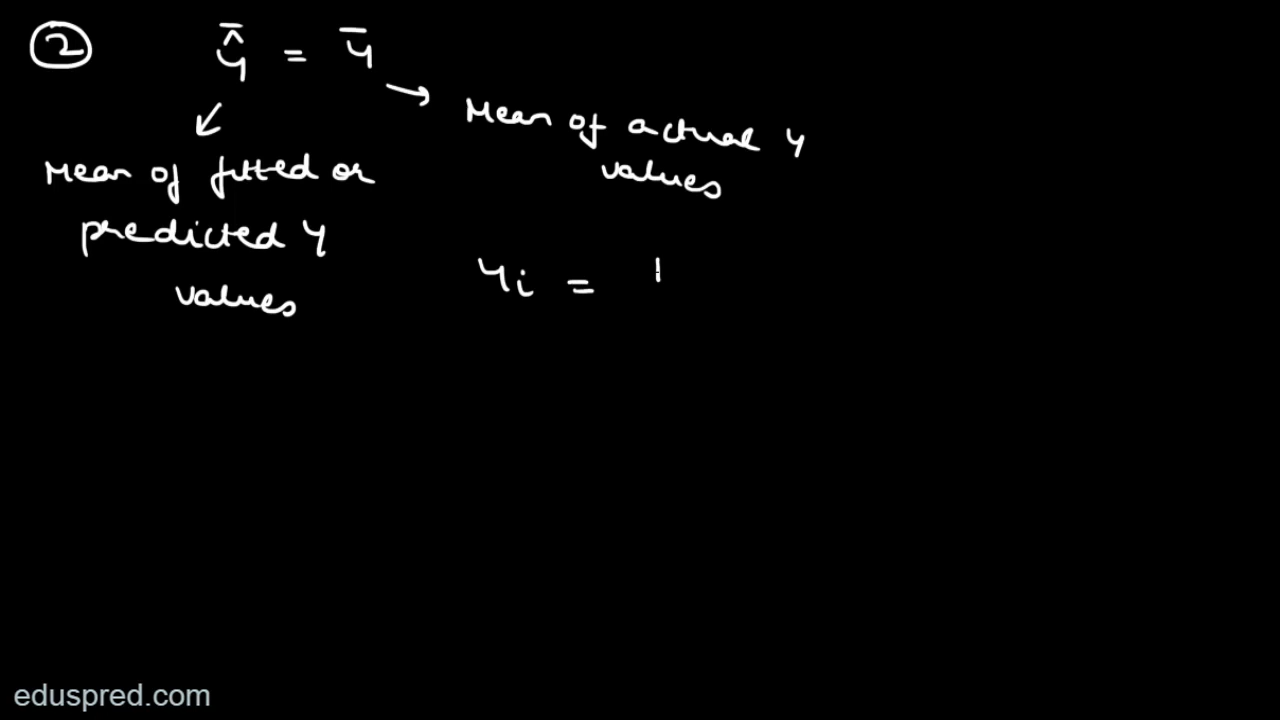 ② ŷ̄ = ȳ
→ Mean of actual y
values
↙
Mean of fitted or
predicted y
values
yi =
eduspred.com